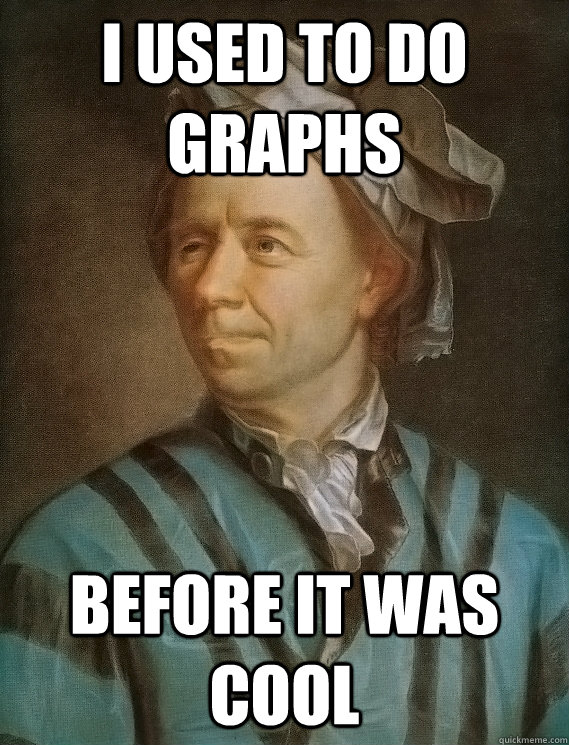 I USED TO DO
GRAPHS
BEFORE IT WAS
COOL
quickmeme.com